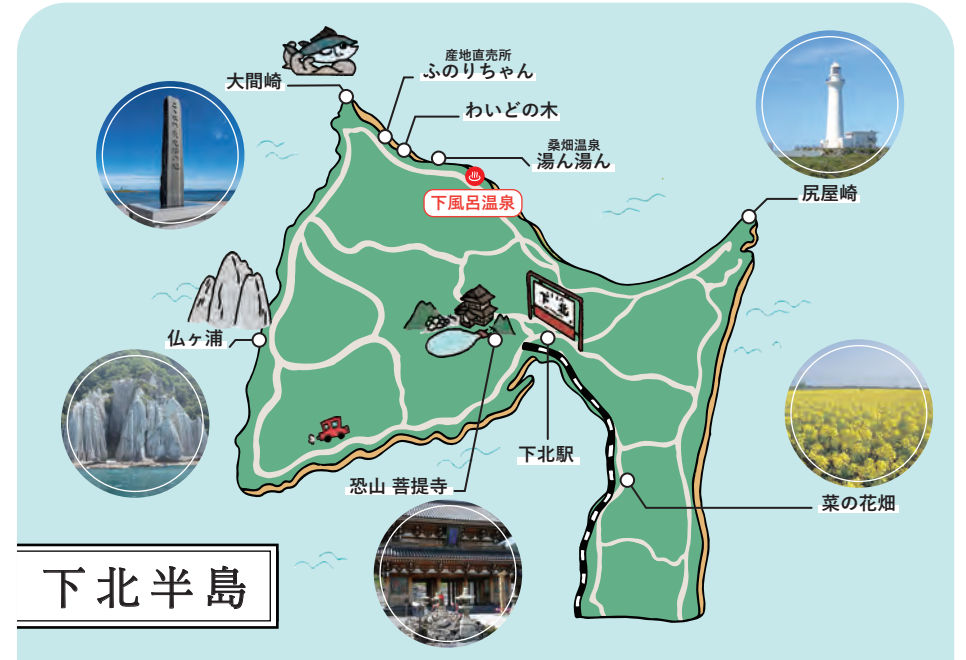 産地直売所
ふのりちゃん
大間崎
わいどの木
桑畑温泉
湯ん湯ん
下風呂温泉
尻屋崎
下北
仏ヶ浦
下北駅
恐山 菩提寺
菜の花畑
下北半島